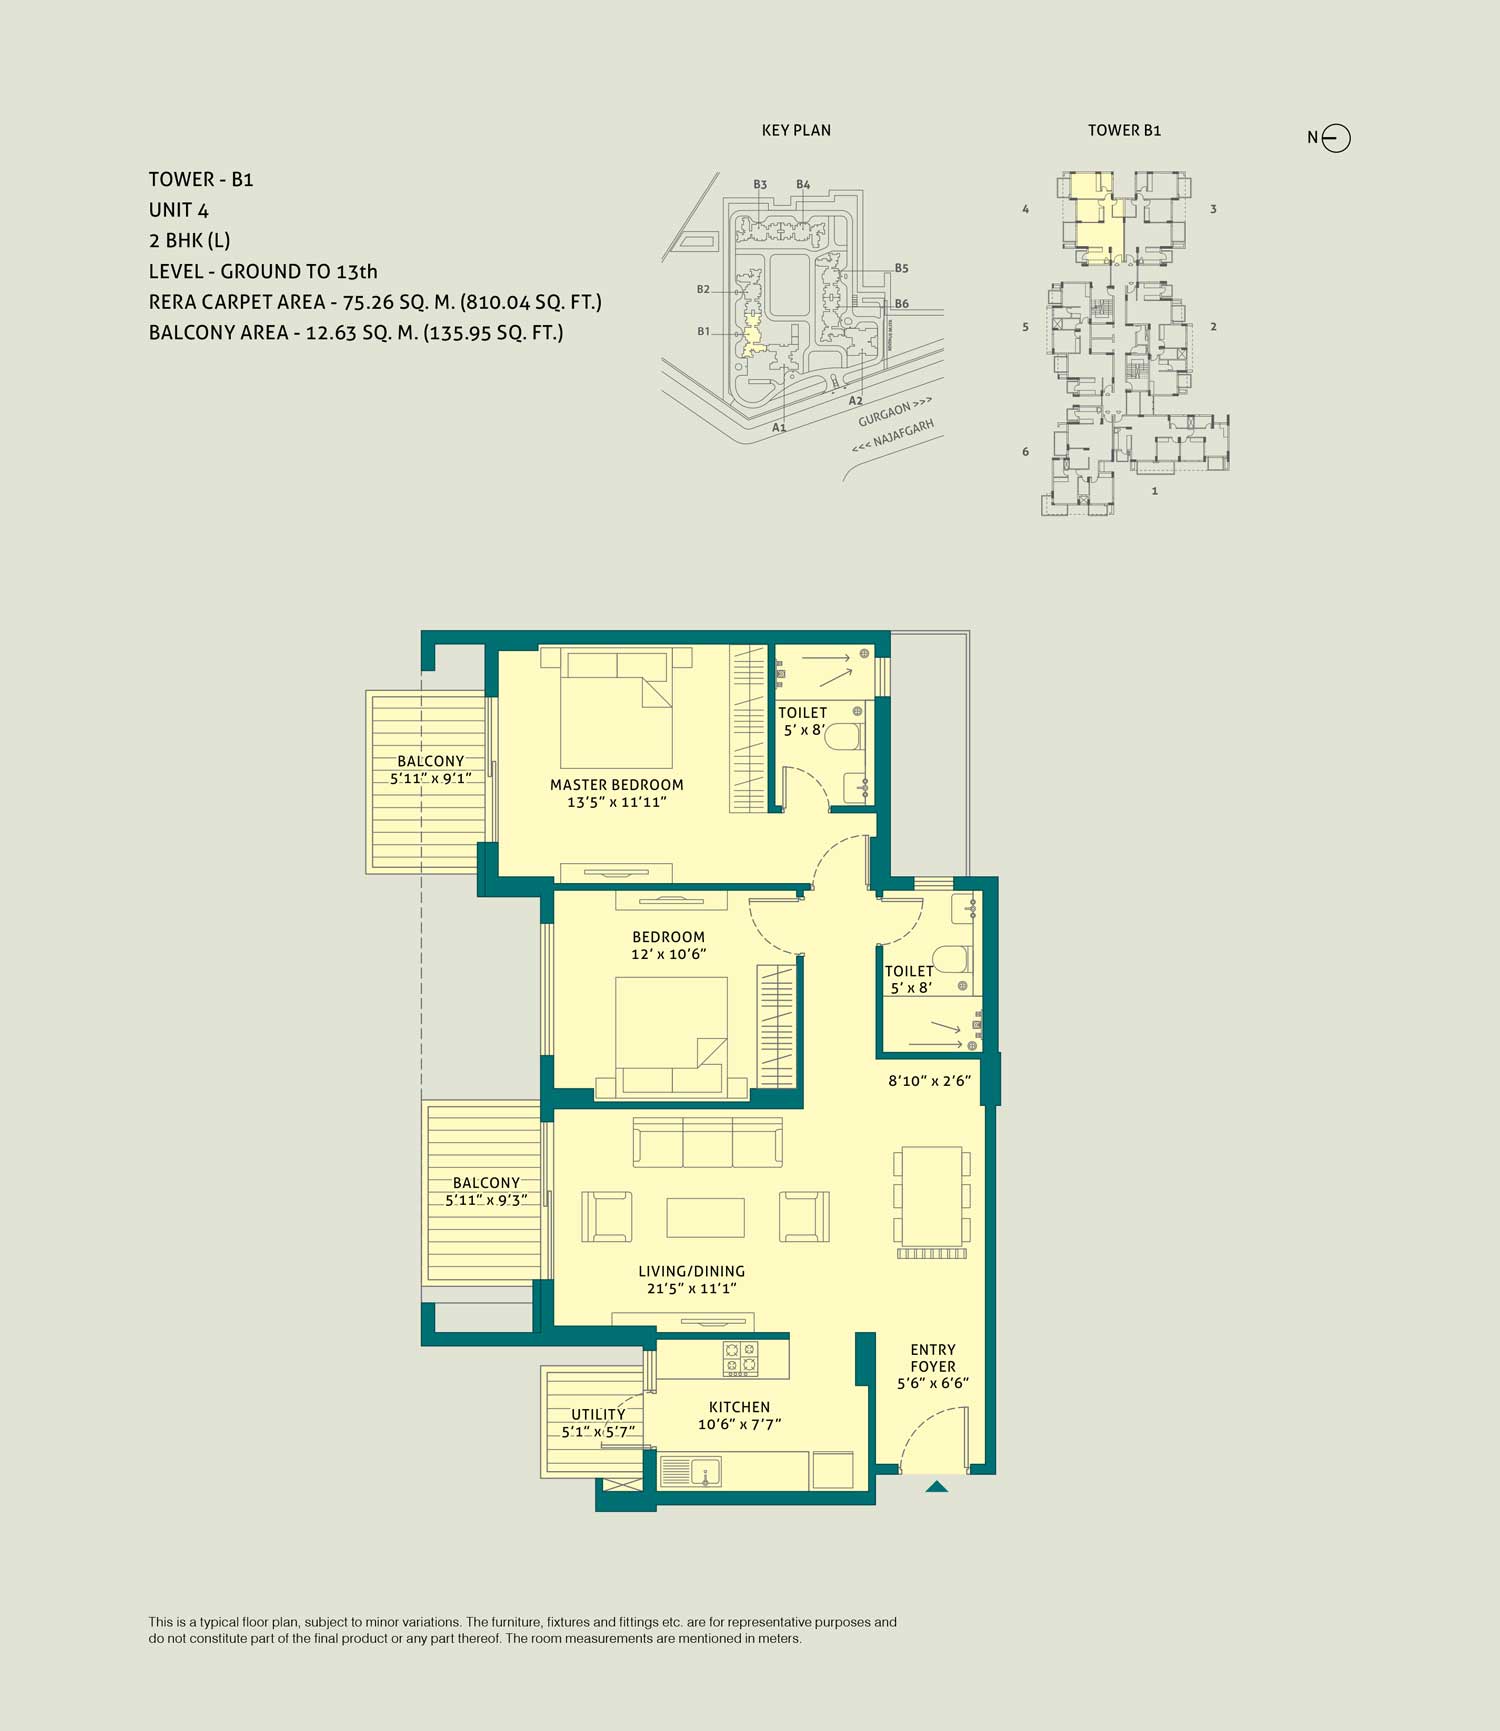 KEY PLAN
TOWER B1
N
TOWER - B1
UNIT 4
2 BHK (L)
LEVEL - GROUND TO 13th
RERA CARPET AREA - 75.26 SQ. M. (810.04 SQ. FT.)
BALCONY AREA - 12.63 SQ. M. (135.95 SQ. FT.)
B3
B4
B5
B2
B6
B1
A2
A1
GURGAON >>>
<<< NAJAFGARH
4
3
5
2
6
1
TOILET
5' x 8'
BALCONY
5'11" x 9'1"
MASTER BEDROOM
13'5" x 11'11"
BEDROOM
12' x 10'6"
TOILET
5' x 8'
8'10" x 2'6"
BALCONY
5'11" x 9'3"
LIVING/DINING
21'5" x 11'1"
ENTRY
FOYER
5'6" x 6'6"
KITCHEN
10'6" x 7'7"
UTILITY
5'1" x 5'7"
This is a typical floor plan, subject to minor variations. The furniture, fixtures and fittings etc. are for representative purposes and
do not constitute part of the final product or any part thereof. The room measurements are mentioned in meters.